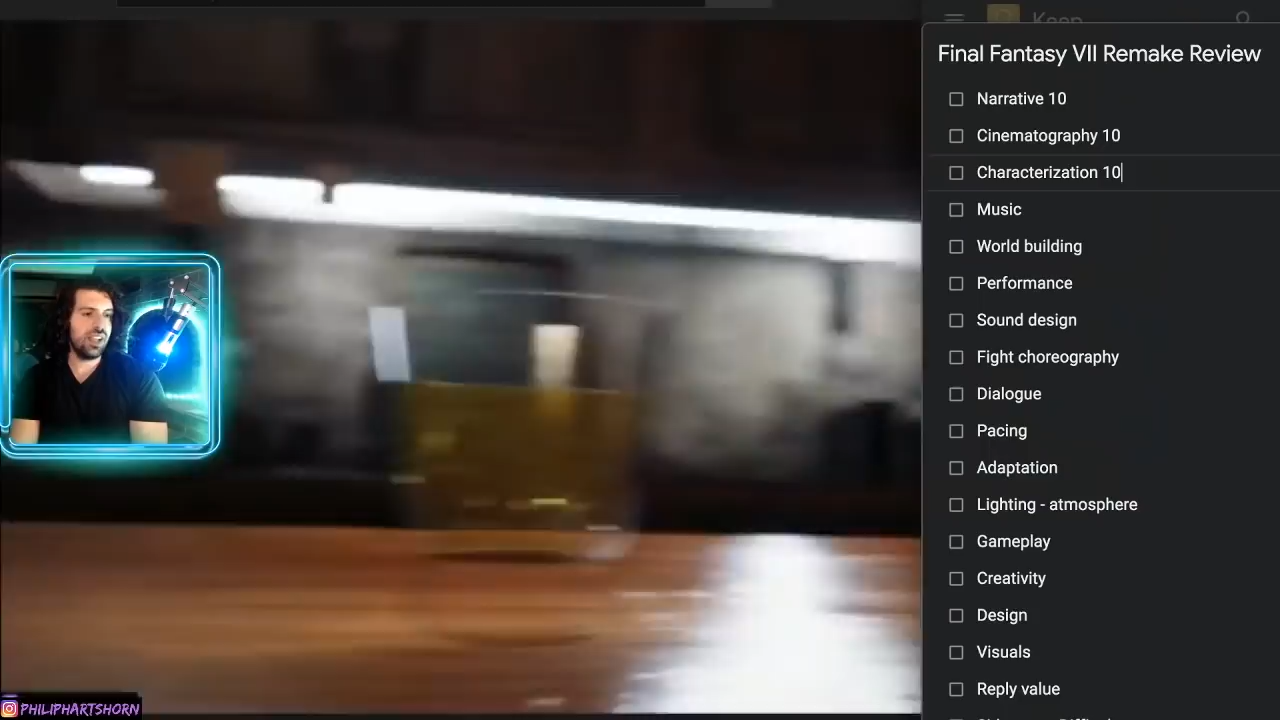 Keep
Final Fantasy VII Remake Review
Narrative 10
Cinematography 10
Characterization 10
Music
World building
Performance
Sound design
Fight choreography
Dialogue
Pacing
Adaptation
Lighting - atmosphere
Gameplay
Creativity
Design
Visuals
Reply value
PHILIPHARTSHORN